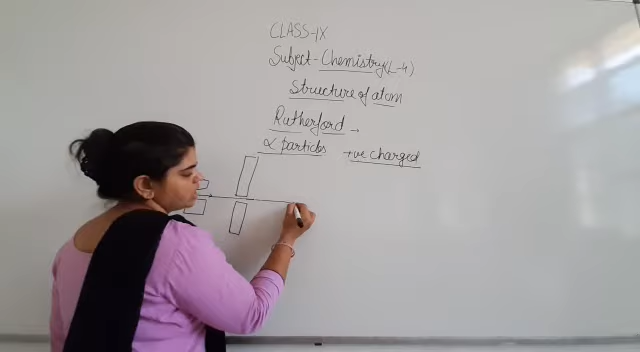 CLASS-IX
Subject- Chemistry (L-4)
Structure of atom
Rutherford →
α particles +ve charged